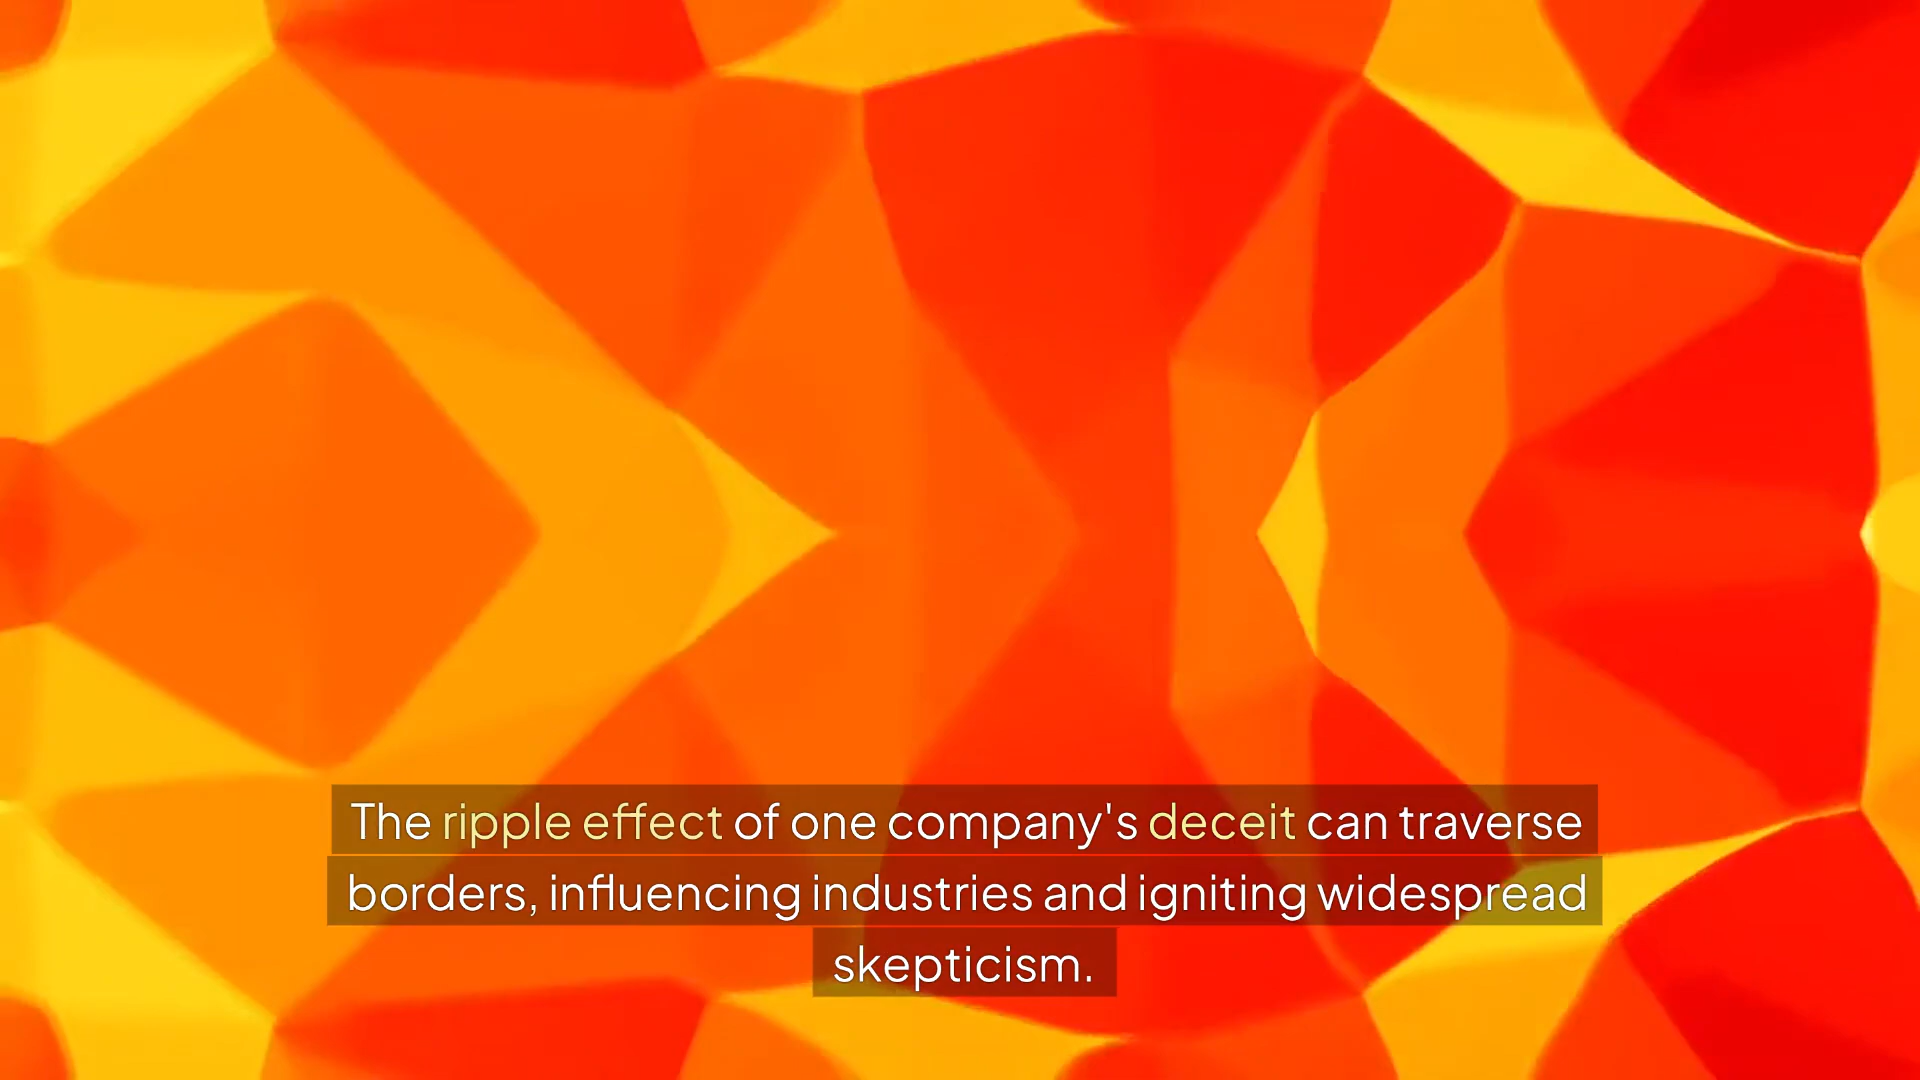 The ripple effect of one company's deceit can traverse
borders, influencing industries and igniting widespread
skepticism.